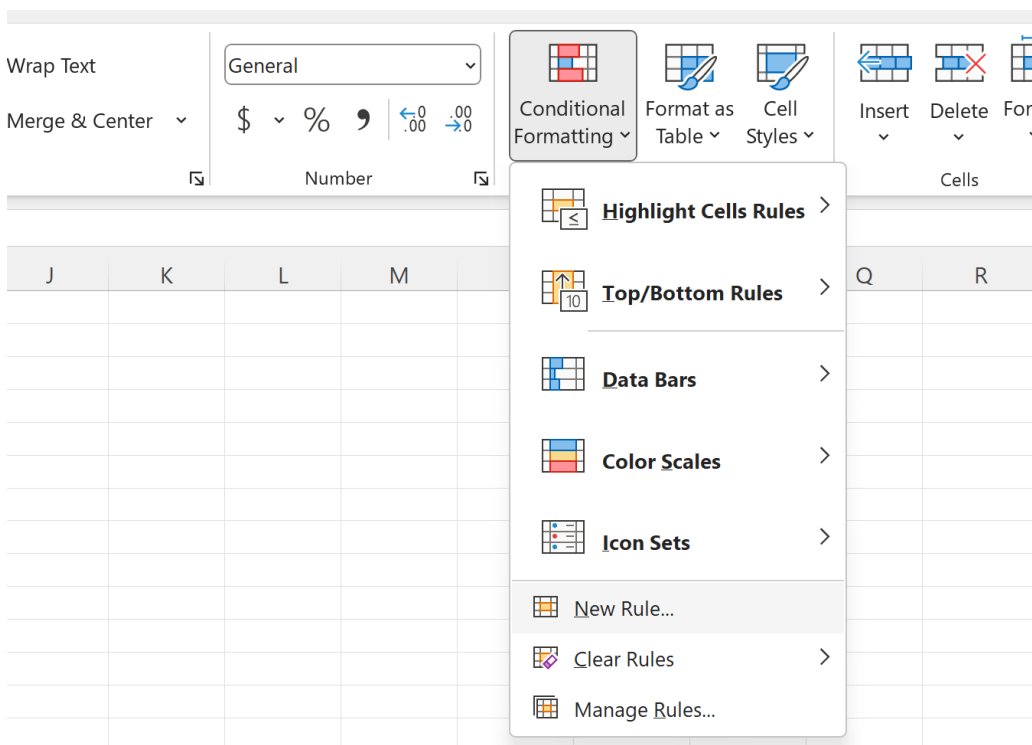 Wrap Text
General
Conditional
Formatting
Format as
Table
Cell
Styles
Insert
Delete
Merge & Center
$
%
,
←0
.00
.00
→.0
Number
Cells
≤
Highlight Cells Rules
10
Top/Bottom Rules
Data Bars
Color Scales
Icon Sets
New Rule...
Clear Rules
Manage Rules...
J K L M Q R